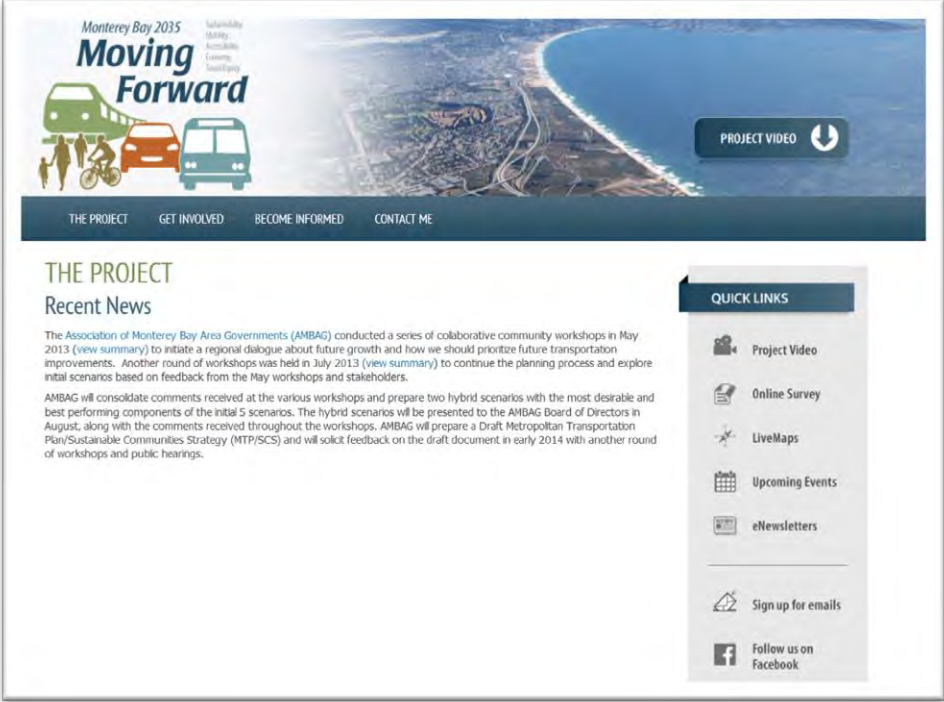 Monterey Bay 2035
Moving
Forward
Sustainability
Mobility
Accessibility
Economy
Social Equity
PROJECT VIDEO
THE PROJECT GET INVOLVED BECOME INFORMED CONTACT ME
THE PROJECT
Recent News
The Association of Monterey Bay Area Governments (AMBAG) conducted a series of colaborative community workshops in May
2013 (view summary) to initiate a regional dialogue about future growth and how we should prioritize future transportation
improvements. Another round of workshops was held in July 2013 (view summary) to continue the planning process and explore
initial scenarios based on feedback from the May workshops and stakeholders.
AMBAG will consolidate comments received at the various workshops and prepare two hybrid scenarios with the most desirable and
best performing components of the initial 5 scenarios. The hybrid scenarios will be presented to the AMBAG Board of Directors in
August, along with the comments received throughout the workshops. AMBAG will prepare a Draft Metropolitan Transportation
Plan/Sustainable Communities Strategy (MTP/SCS) and will solicit feedback on the draft document in early 2014 with another round
of workshops and public hearings.
QUICK LINKS
Project Video
Online Survey
LiveMaps
Upcoming Events
eNewsletters
Sign up for emails
Follow us on
Facebook